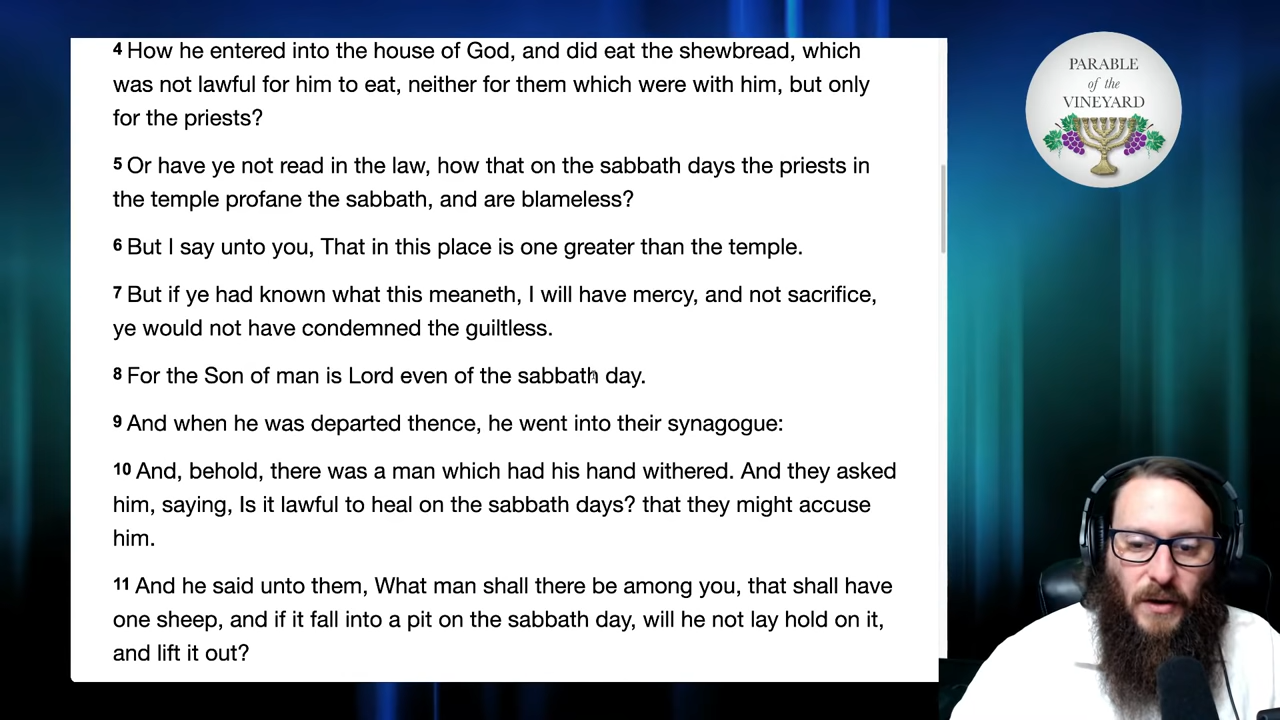 4 How he entered into the house of God, and did eat the shewbread, which
was not lawful for him to eat, neither for them which were with him, but only
for the priests?
5 Or have ye not read in the law, how that on the sabbath days the priests in
the temple profane the sabbath, and are blameless?
6 But I say unto you, That in this place is one greater than the temple.
7 But if ye had known what this meaneth, I will have mercy, and not sacrifice,
ye would not have condemned the guiltless.
8 For the Son of man is Lord even of the sabbath day.
9 And when he was departed thence, he went into their synagogue:
10 And, behold, there was a man which had his hand withered. And they asked
him, saying, Is it lawful to heal on the sabbath days? that they might accuse
him.
11 And he said unto them, What man shall there be among you, that shall have
one sheep, and if it fall into a pit on the sabbath day, will he not lay hold on it,
and lift it out?
PARABLE
of the
VINEYARD